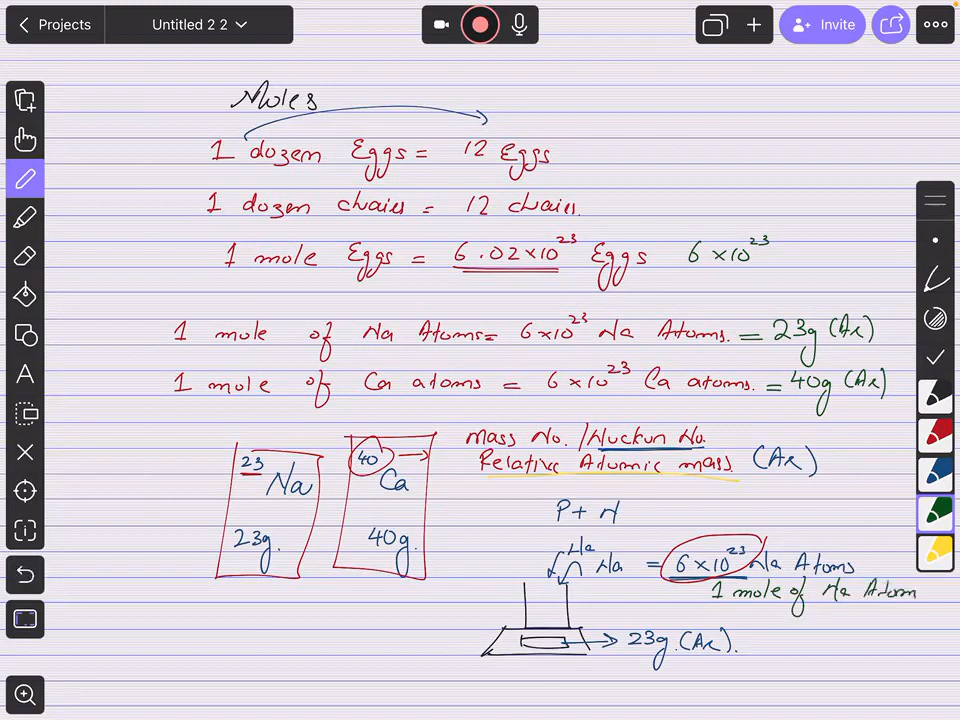 Projects
Untitled 2 2
Invite
Moles
1 dozen Eggs = 12 Eggs
1 dozen chairs = 12 chairs.
1 mole Eggs = 6.02×10²³ Eggs 6×10²³
1 mole of Na Atoms = 6×10²³ Na Atoms. = 23g (Ar)
1 mole of Ca atoms = 6×10²³ Ca atoms. = 40g (Ar)
Mass No. / Nuckun No.
Relative Atomic mass. (Ar)
23 Na
23g.
40 Ca
40g.
P + N
Na
Na = 6×10²³ Na Atoms
1 mole of Na Atom
23g. (Ar).